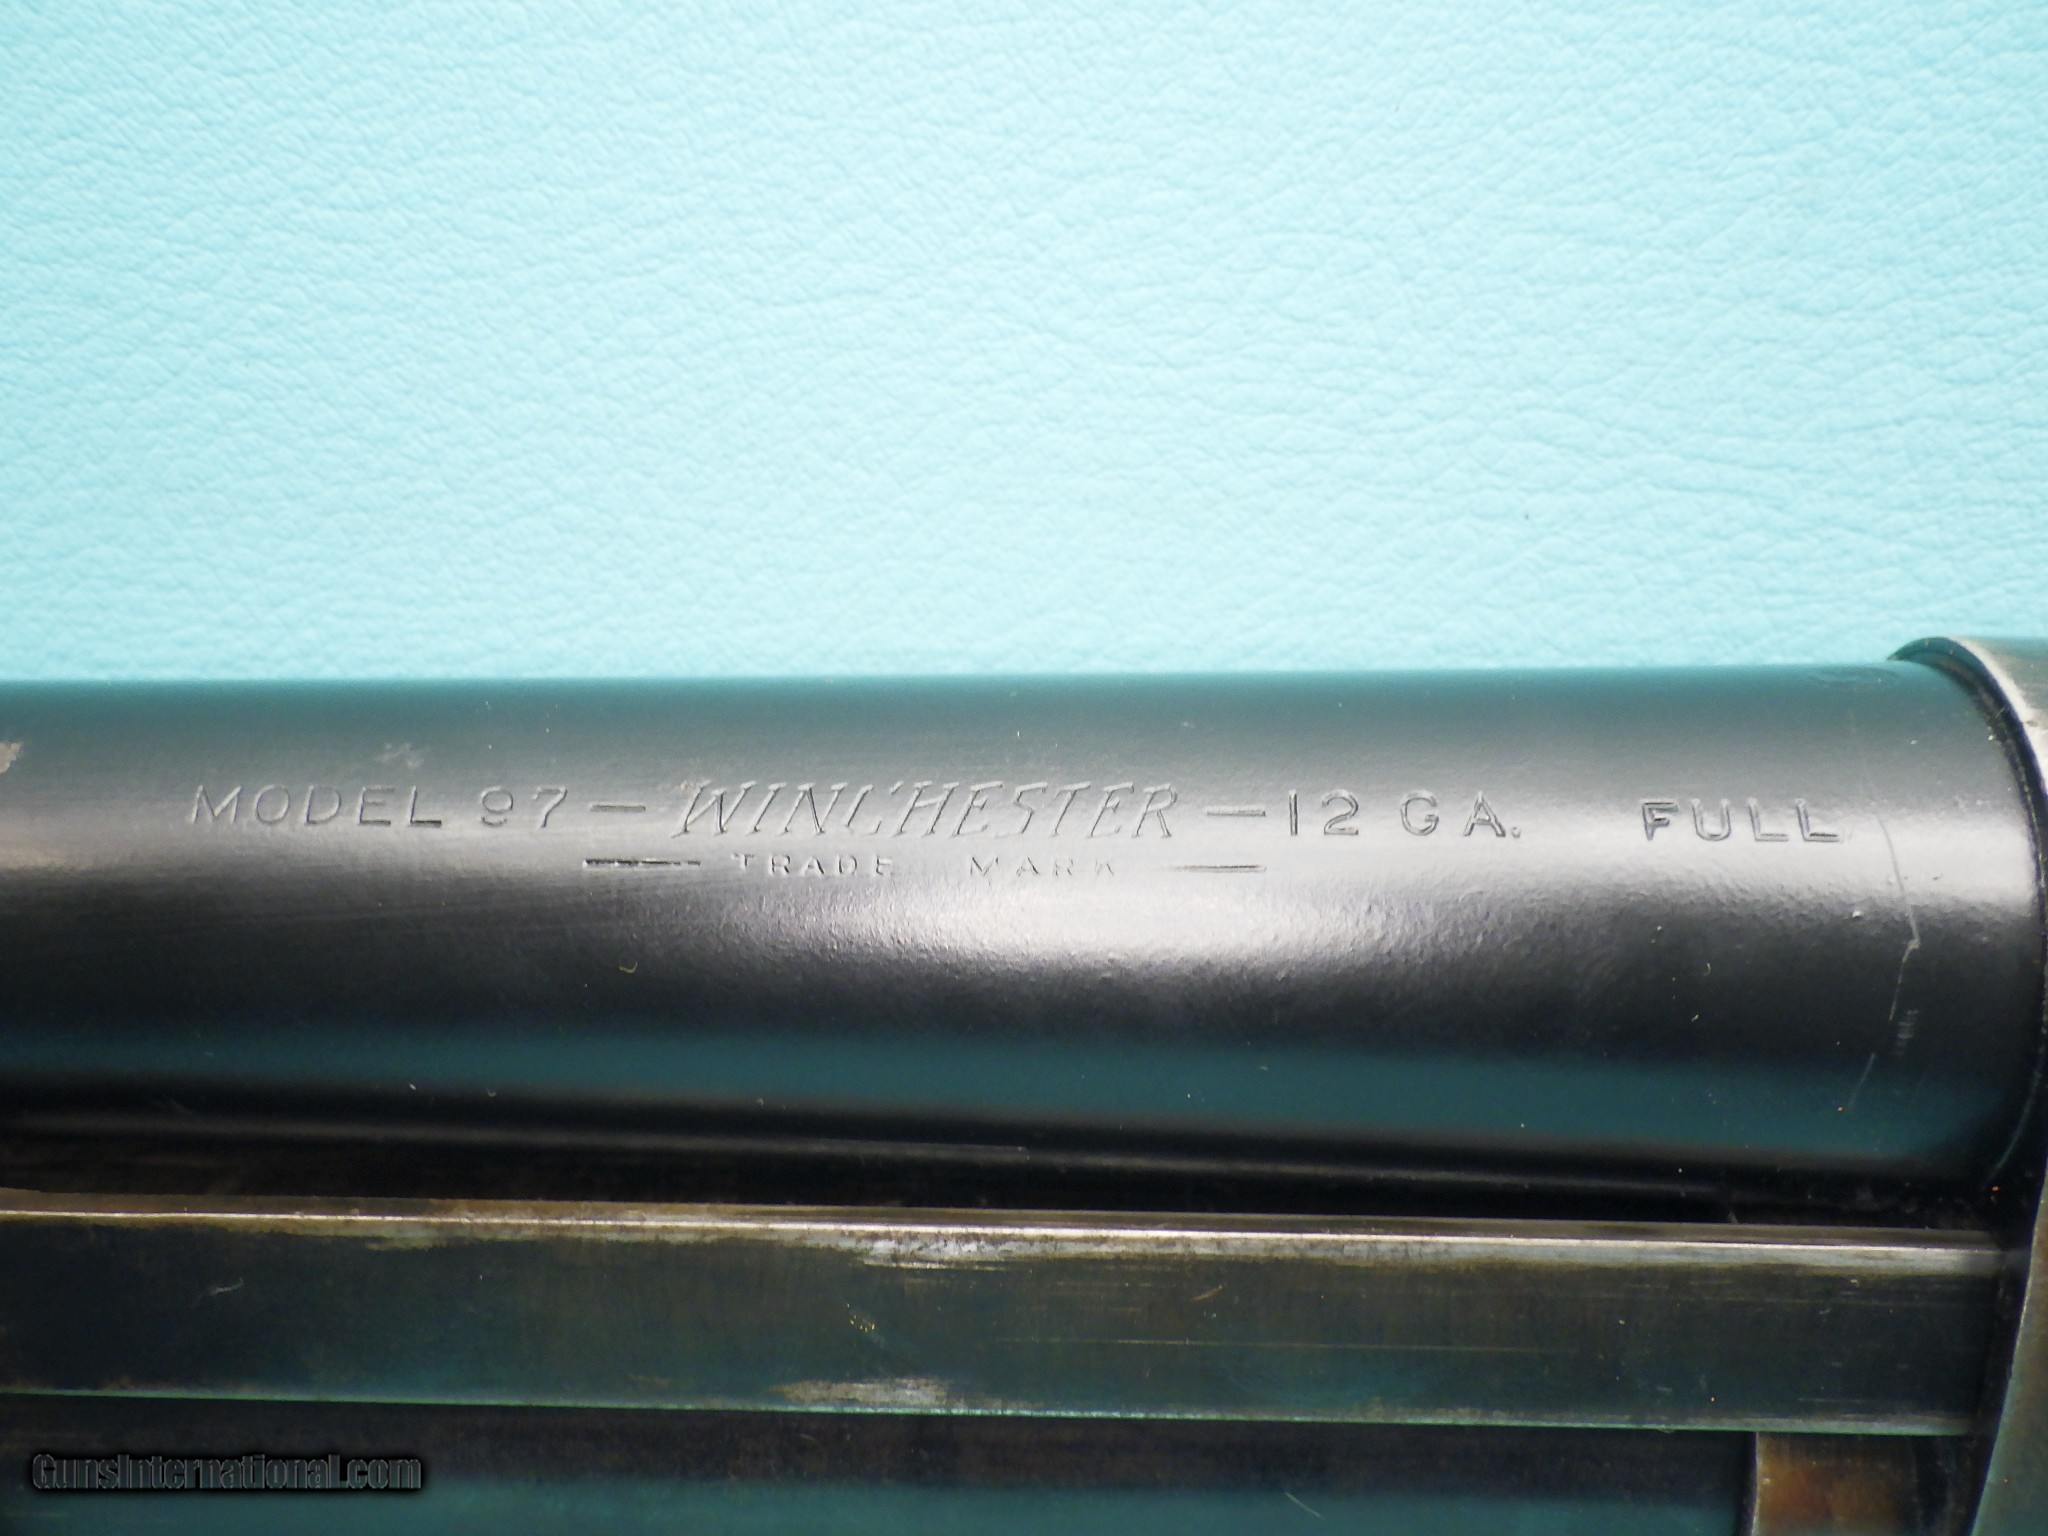 MODEL 97 — WINCHESTER — 12 GA. FULL
— TRADE MARK —
GunsInternational.com